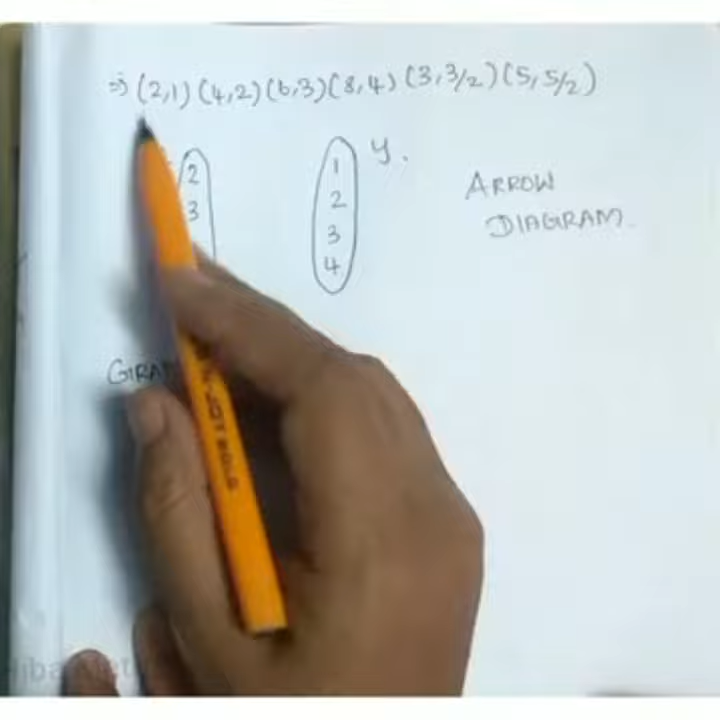 => (2,1) (4,2) (6,3) (8,4) (3,3/2) (5,5/2)
2
3
1
2
3
4
y.
ARROW
DIAGRAM